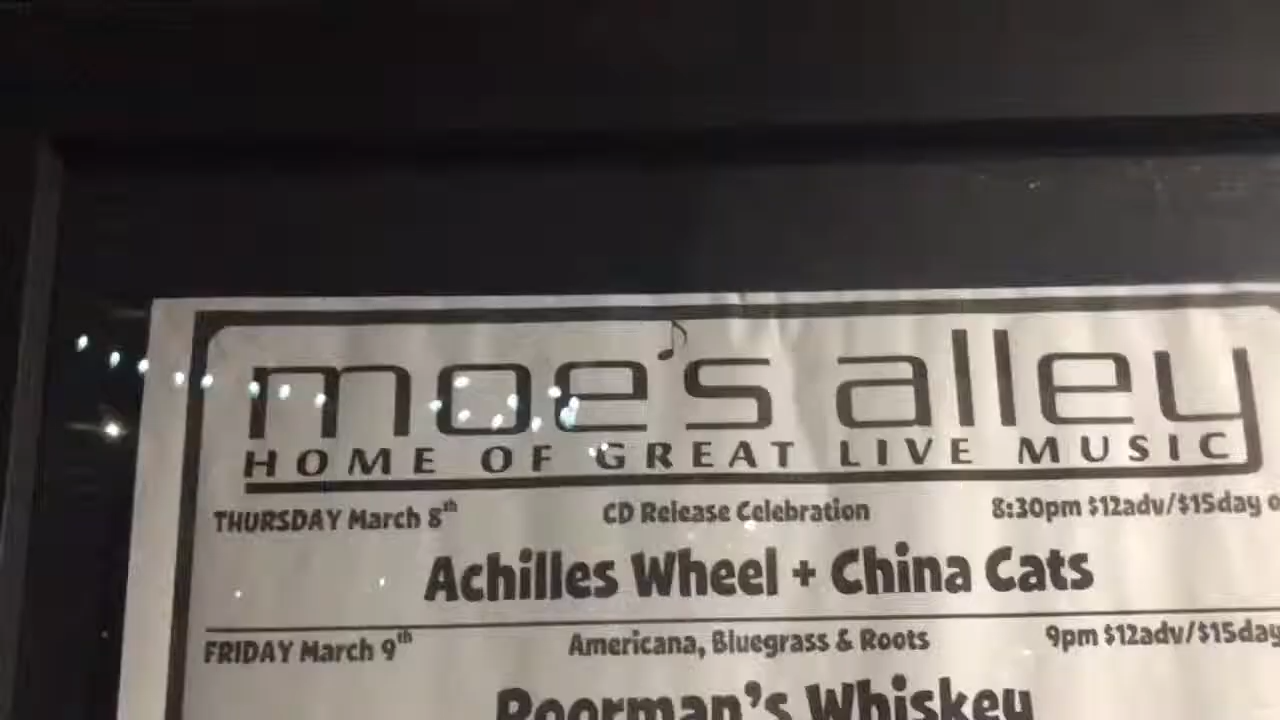 moe's alley
HOME OF GREAT LIVE MUSIC
THURSDAY March 8th CD Release Celebration 8:30pm $12adv/$15day o
Achilles Wheel + China Cats
FRIDAY March 9th Americana, Bluegrass & Roots 9pm $12adv/$15day
Poorman's Whiskey